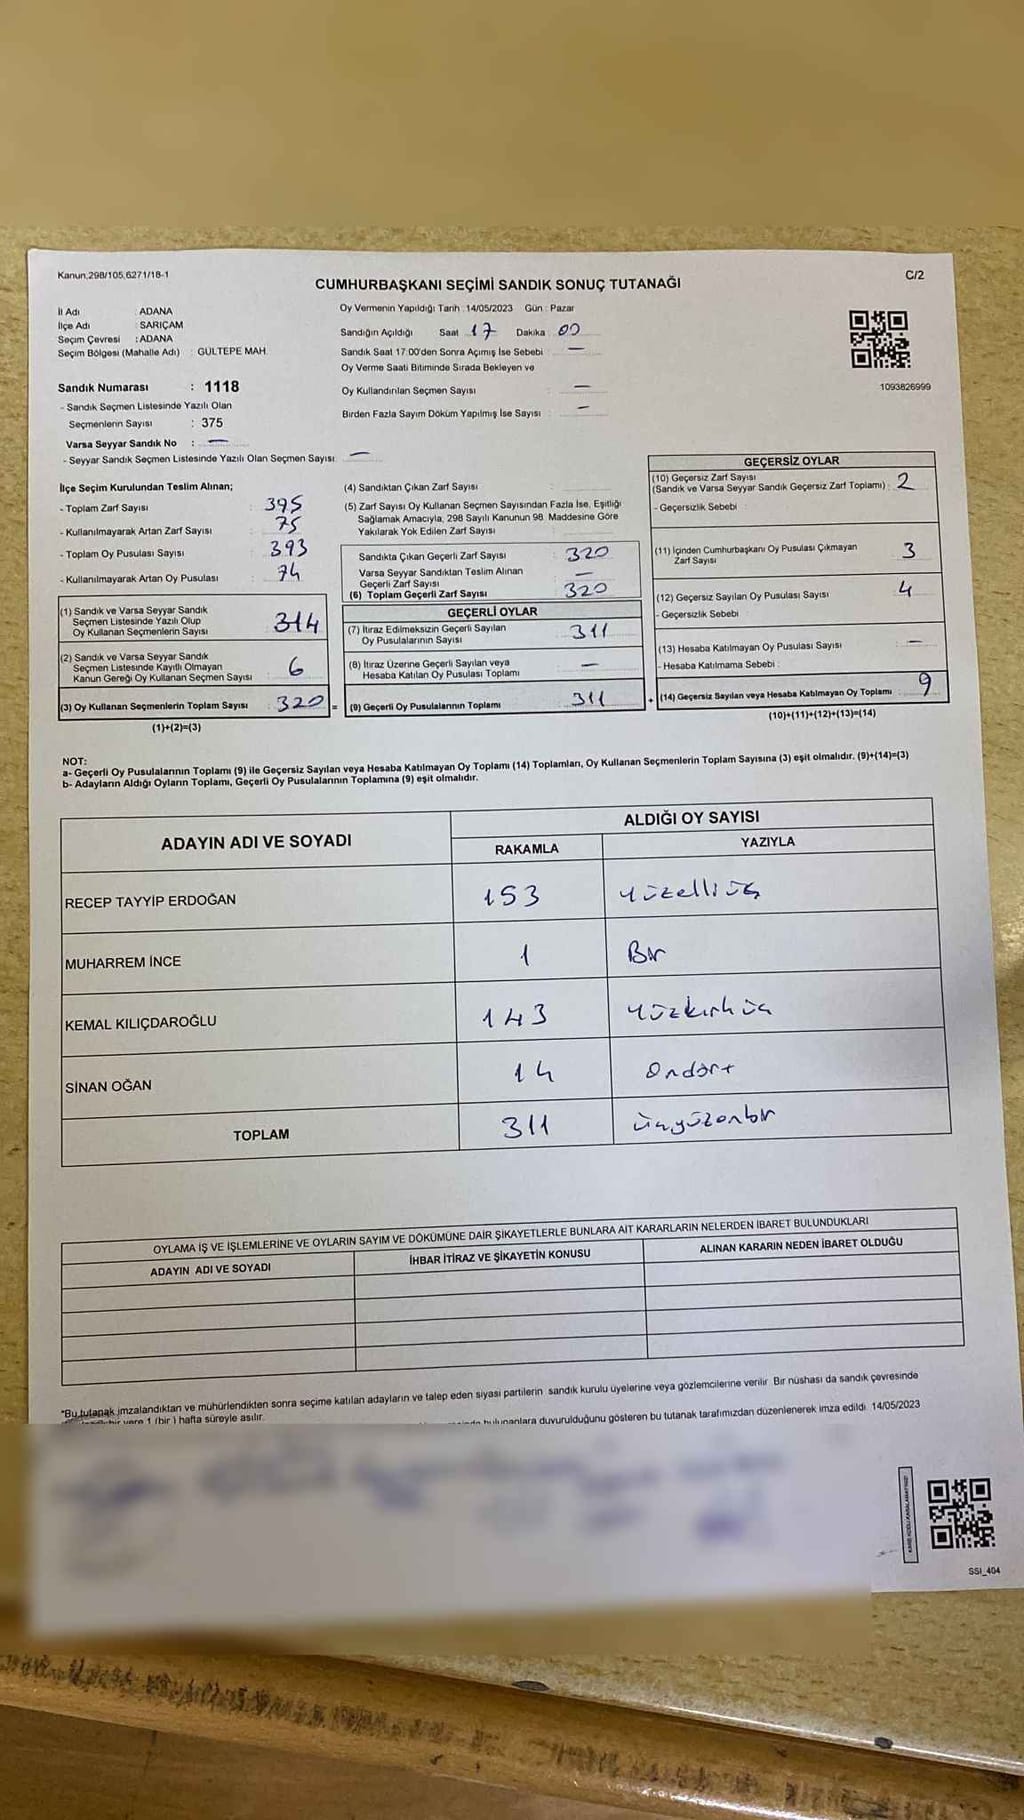 Kanun,298/105,6271/18-1
C/2
CUMHURBAŞKANI SEÇİMİ SANDIK SONUÇ TUTANAĞI
İl Adı : ADANA
İlçe Adı : SARIÇAM
Seçim Çevresi : ADANA
Seçim Bölgesi (Mahalle Adı) : GÜLTEPE MAH.
Sandık Numarası : 1118
- Sandık Seçmen Listesinde Yazılı Olan
Seçmenlerin Sayısı : 375
Varsa Seyyar Sandık No : —
- Seyyar Sandık Seçmen Listesinde Yazılı Olan Seçmen Sayısı: —
Oy Vermenin Yapıldığı Tarih : 14/05/2023 Gün : Pazar
Sandığın Açıldığı Saat 17 Dakika : 00
Sandık Saat 17:00'den Sonra Açımış İse Sebebi : —
Oy Verme Saati Bitiminde Sırada Bekleyen ve
Oy Kullandırılan Seçmen Sayısı : —
Birden Fazla Sayım Döküm Yapılmış İse Sayısı : —
1093826999
İlçe Seçim Kurulundan Teslim Alınan;
- Toplam Zarf Sayısı : 395
- Kullanılmayarak Artan Zarf Sayısı : 75
- Toplam Oy Pusulası Sayısı : 393
- Kullanılmayarak Artan Oy Pusulası : 74
(1) Sandık ve Varsa Seyyar Sandık
Seçmen Listesinde Yazılı Olup
Oy Kullanan Seçmenlerin Sayısı : 314
(2) Sandık ve Varsa Seyyar Sandık
Seçmen Listesinde Kayıtlı Olmayan
Kanun Gereği Oy Kullanan Seçmen Sayısı : 6
(3) Oy Kullanan Seçmenlerin Toplam Sayısı : 320 =
(1)+(2)=(3)
(4) Sandıktan Çıkan Zarf Sayısı :
(5) Zarf Sayısı Oy Kullanan Seçmen Sayısından Fazla İse, Eşitliği
Sağlamak Amacıyla, 298 Sayılı Kanunun 98. Maddesine Göre
Yakılarak Yok Edilen Zarf Sayısı :
Sandıkta Çıkan Geçerli Zarf Sayısı : 320
Varsa Seyyar Sandıktan Teslim Alınan
Geçerli Zarf Sayısı : —
(6) Toplam Geçerli Zarf Sayısı : 320
GEÇERLİ OYLAR
(7) İtiraz Edilmeksizin Geçerli Sayılan
Oy Pusulalarının Sayısı : 311
(8) İtiraz Üzerine Geçerli Sayılan veya
Hesaba Katılan Oy Pusulası Toplamı : —
(9) Geçerli Oy Pusulalarının Toplamı : 311 +
GEÇERSİZ OYLAR
(10) Geçersiz Zarf Sayısı
(Sandık ve Varsa Seyyar Sandık Geçersiz Zarf Toplamı) : 2
- Geçersizlik Sebebi :
(11) İçinden Cumhurbaşkanı Oy Pusulası Çıkmayan
Zarf Sayısı : 3
(12) Geçersiz Sayılan Oy Pusulası Sayısı : 4
- Geçersizlik Sebebi :
(13) Hesaba Katılmayan Oy Pusulası Sayısı : —
- Hesaba Katılmama Sebebi :
(14) Geçersiz Sayılan veya Hesaba Katılmayan Oy Toplamı : 9
(10)+(11)+(12)+(13)=(14)
NOT:
a- Geçerli Oy Pusulalarının Toplamı (9) ile Geçersiz Sayılan veya Hesaba Katılmayan Oy Toplamı (14) Toplamları, Oy Kullanan Seçmenlerin Toplam Sayısına (3) eşit olmalıdır. (9)+(14)=(3)
b- Adayların Aldığı Oyların Toplamı, Geçerli Oy Pusulalarının Toplamına (9) eşit olmalıdır.
ADAYIN ADI VE SOYADI
ALDIĞI OY SAYISI
RAKAMLA YAZIYLA
RECEP TAYYİP ERDOĞAN 153 Yüzelliüç
MUHARREM İNCE 1 Bir
KEMAL KILIÇDAROĞLU 143 Yüzkırküç
SİNAN OĞAN 14 Ondört
TOPLAM 311 üçyüzonbir
OYLAMA İŞ VE İŞLEMLERİNE VE OYLARIN SAYIM VE DÖKÜMÜNE DAİR ŞİKAYETLERLE BUNLARA AİT KARARLARIN NELERDEN İBARET BULUNDUKLARI
ADAYIN ADI VE SOYADI İHBAR İTİRAZ VE ŞİKAYETİN KONUSU ALINAN KARARIN NEDEN İBARET OLDUĞU
*Bu tutanak imzalandıktan ve mühürlendikten sonra seçime katılan adayların ve talep eden siyasi partilerin sandık kurulu üyelerine veya gözlemcilerine verilir. Bir nüshası da sandık çevresinde
yere 1 (bir) hafta süreyle asılır.
bulunanlara duyurulduğunu gösteren bu tutanak tarafımızdan düzenlenerek imza edildi. 14/05/2023
SSI_404